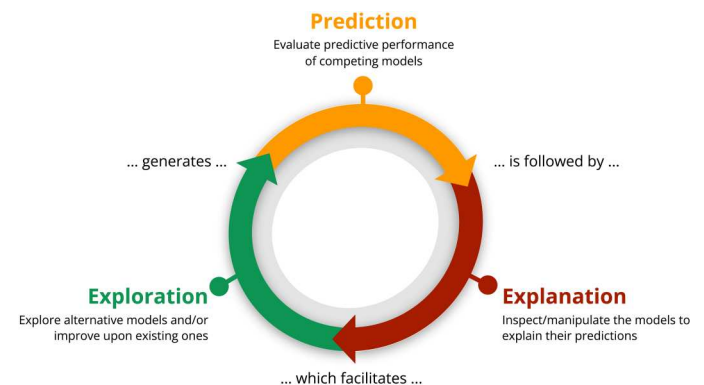 Prediction
Evaluate predictive performance
of competing models
... generates ...
... is followed by ...
Exploration
Explore alternative models and/or
improve upon existing ones
Explanation
Inspect/manipulate the models to
explain their predictions
... which facilitates ...